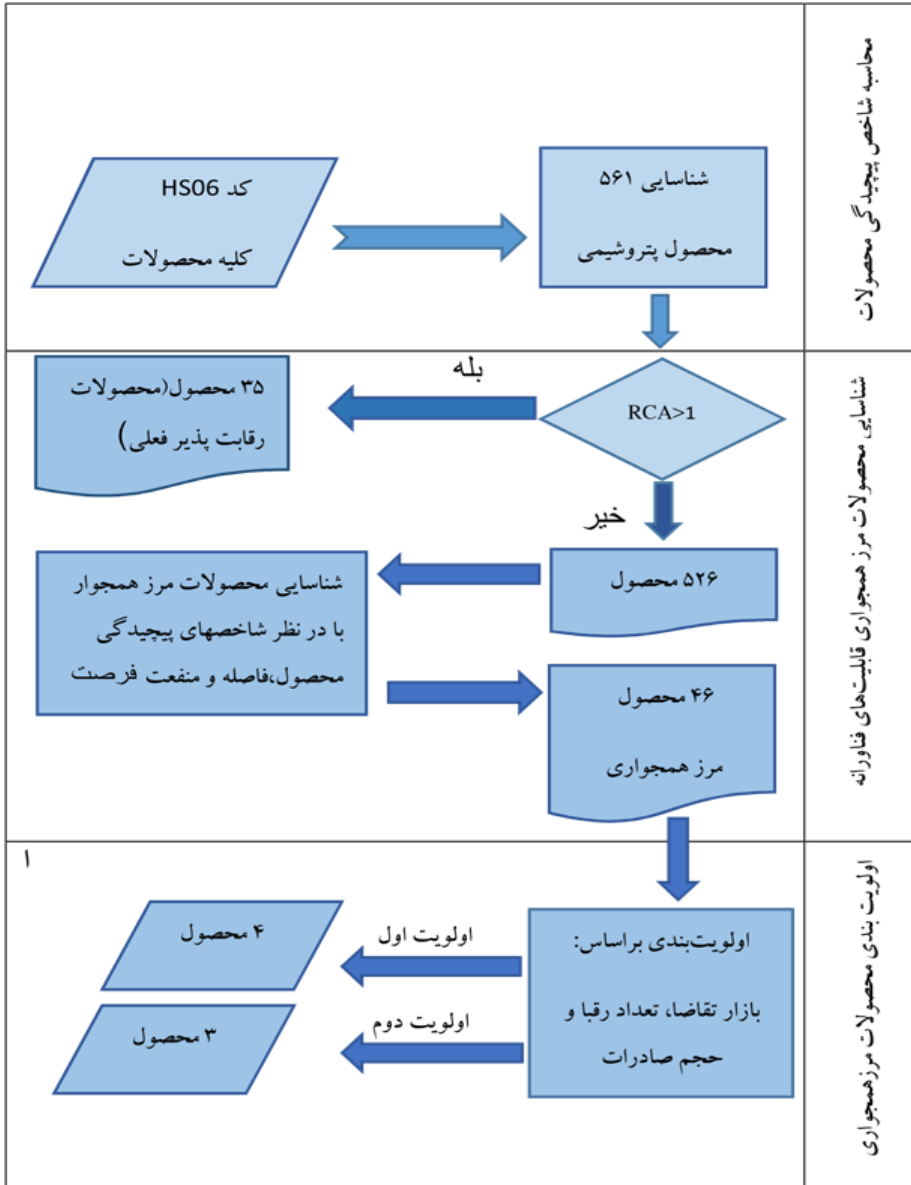 محاسبه شاخص پیچیدگی محصولات
کد HS06
کلیه محصولات
شناسایی ۵۶۱
محصول پتروشیمی
شناسایی محصولات مرز همجواری قابلیت‌های فناورانه
RCA>1
بله
۳۵ محصول(محصولات
رقابت پذیر فعلی)
خیر
۵۲۶ محصول
شناسایی محصولات مرز همجوار
با در نظر شاخصهای پیچیدگی
محصول،فاصله و منفعت فرصت
۴۶ محصول
مرز همجواری
اولویت بندی محصولات مرزهمجواری
ا
اولویت‌بندی براساس:
بازار تقاضا، تعداد رقبا و
حجم صادرات
اولویت اول
۴ محصول
اولویت دوم
۳ محصول